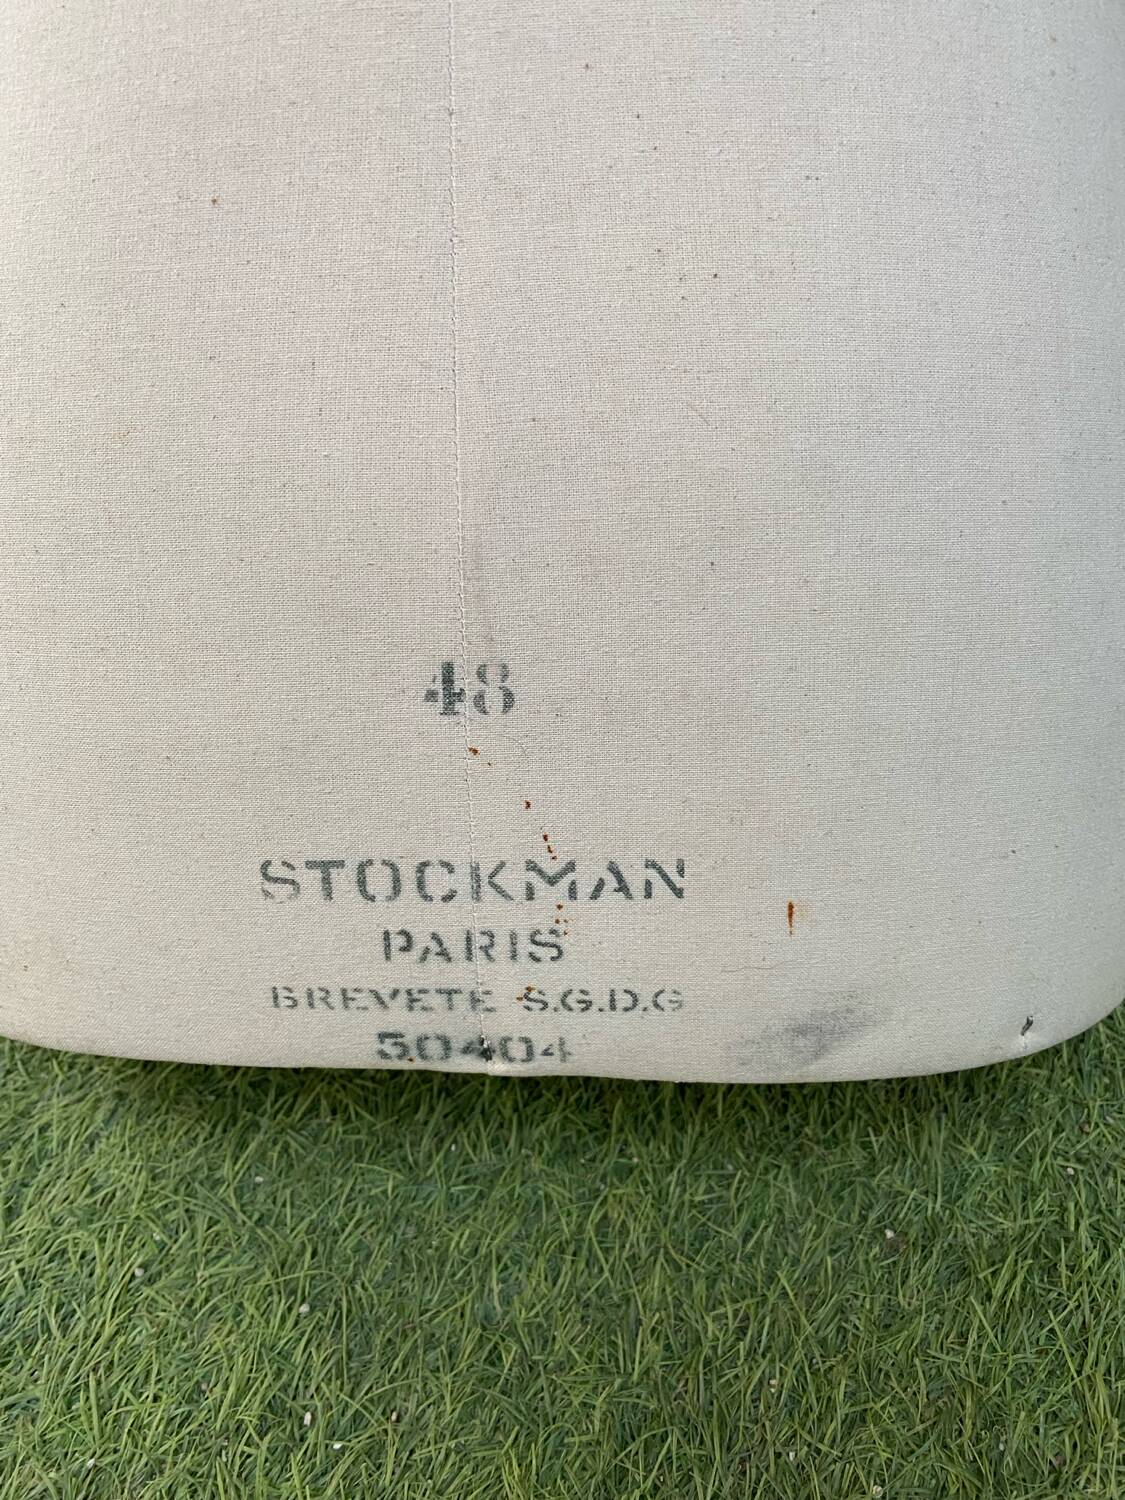 48
STOCKMAN
PARIS
BREVETE S.G.D.G
50404